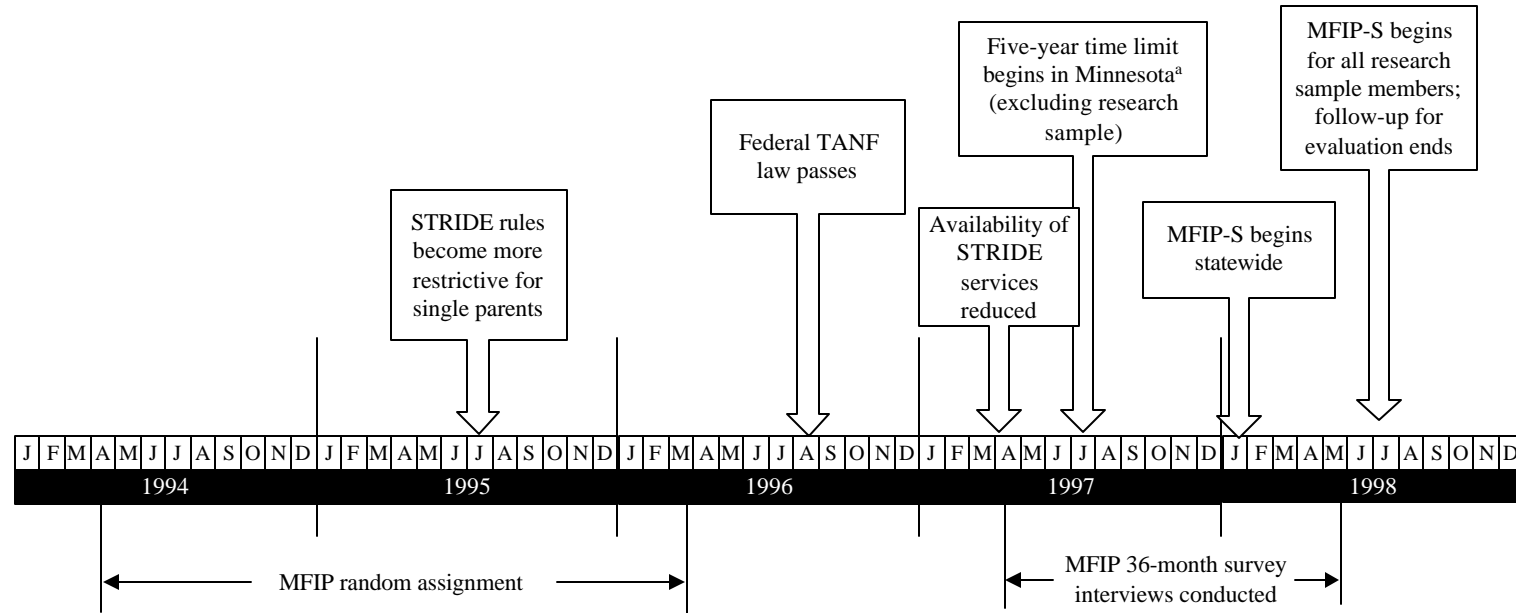 MFIP-S begins
for all research
sample members;
follow-up for
evaluation ends
Five-year time limit
begins in Minnesotaa
(excluding research
sample)
Federal TANF
law passes
STRIDE rules
become more
restrictive for
single parents
Availability of
STRIDE
services
reduced
MFIP-S begins
statewide
J F M A M J J A S O N D J F M A M J J A S O N D J F M A M J J A S O N D J F M A M J J A S O N D J F M A M J J A S O N D
1994 1995 1996 1997 1998
MFIP random assignment
MFIP 36-month survey
interviews conducted